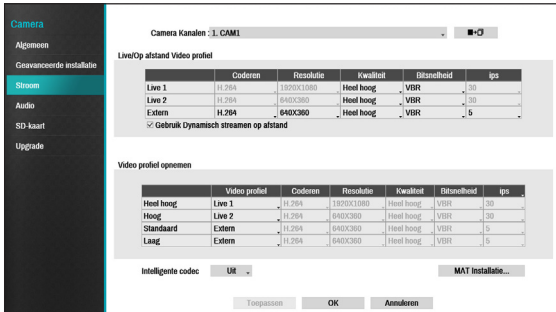 Camera
Algemeen
Geavanceerde installatie
Stroom
Audio
SD-kaart
Upgrade
Camera Kanalen : 1. CAM1
Live/Op afstand Video profiel
Coderen Resolutie Kwaliteit Bitsnelheid ips
Live 1 H.264 1920X1080 Heel hoog VBR 30
Live 2 H.264 640X360 Heel hoog VBR 30
Extern H.264 640X360 Heel hoog VBR 5
Gebruik Dynamisch streamen op afstand
Video profiel opnemen
Video profiel Coderen Resolutie Kwaliteit Bitsnelheid ips
Heel hoog Live 1 H.264 1920X1080 Heel hoog VBR 30
Hoog Live 2 H.264 640X360 Heel hoog VBR 30
Standaard Extern H.264 640X360 Heel hoog VBR 5
Laag Extern H.264 640X360 Heel hoog VBR 5
Intelligente codec Uit MAT Installatie...
Toepassen OK Annuleren